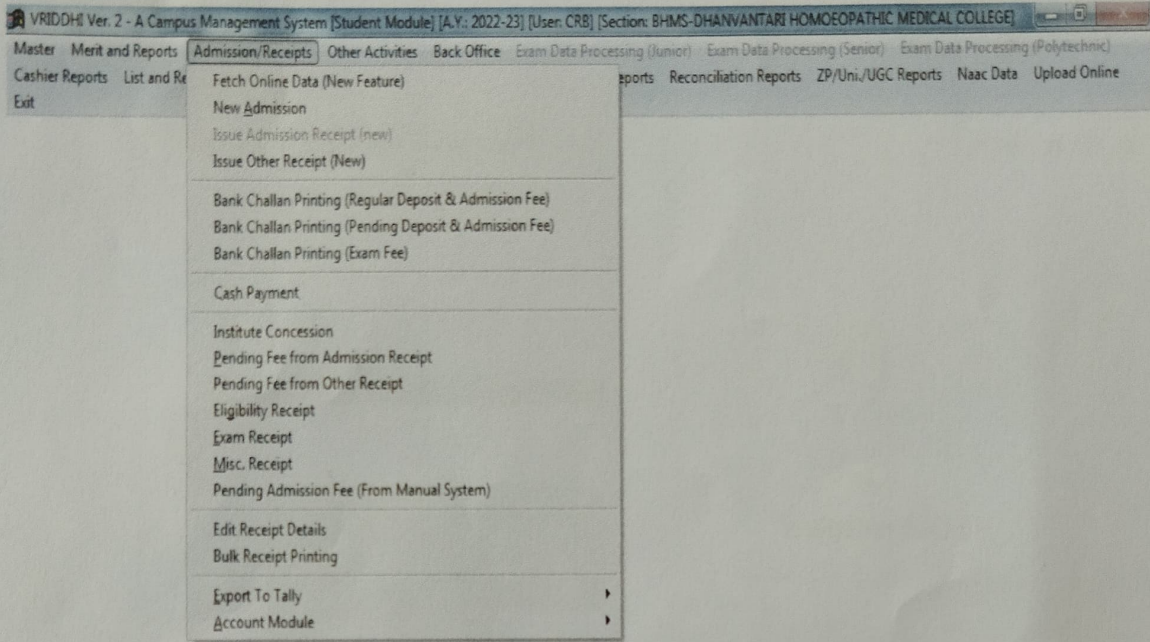 VRIDDHI Ver. 2 - A Campus Management System [Student Module] [A.Y.: 2022-23] [User: CRB] [Section: BHMS-DHANVANTARI HOMOEOPATHIC MEDICAL COLLEGE]
Master Merit and Reports Admission/Receipts Other Activities Back Office Exam Data Processing (Junior) Exam Data Processing (Senior) Exam Data Processing (Polytechnic)
Cashier Reports List and Re eports Reconciliation Reports ZP/Uni./UGC Reports Naac Data Upload Online
Exit
Fetch Online Data (New Feature)
New Admission
Issue Admission Receipt (new)
Issue Other Receipt (New)
Bank Challan Printing (Regular Deposit & Admission Fee)
Bank Challan Printing (Pending Deposit & Admission Fee)
Bank Challan Printing (Exam Fee)
Cash Payment
Institute Concession
Pending Fee from Admission Receipt
Pending Fee from Other Receipt
Eligibility Receipt
Exam Receipt
Misc. Receipt
Pending Admission Fee (From Manual System)
Edit Receipt Details
Bulk Receipt Printing
Export To Tally
Account Module